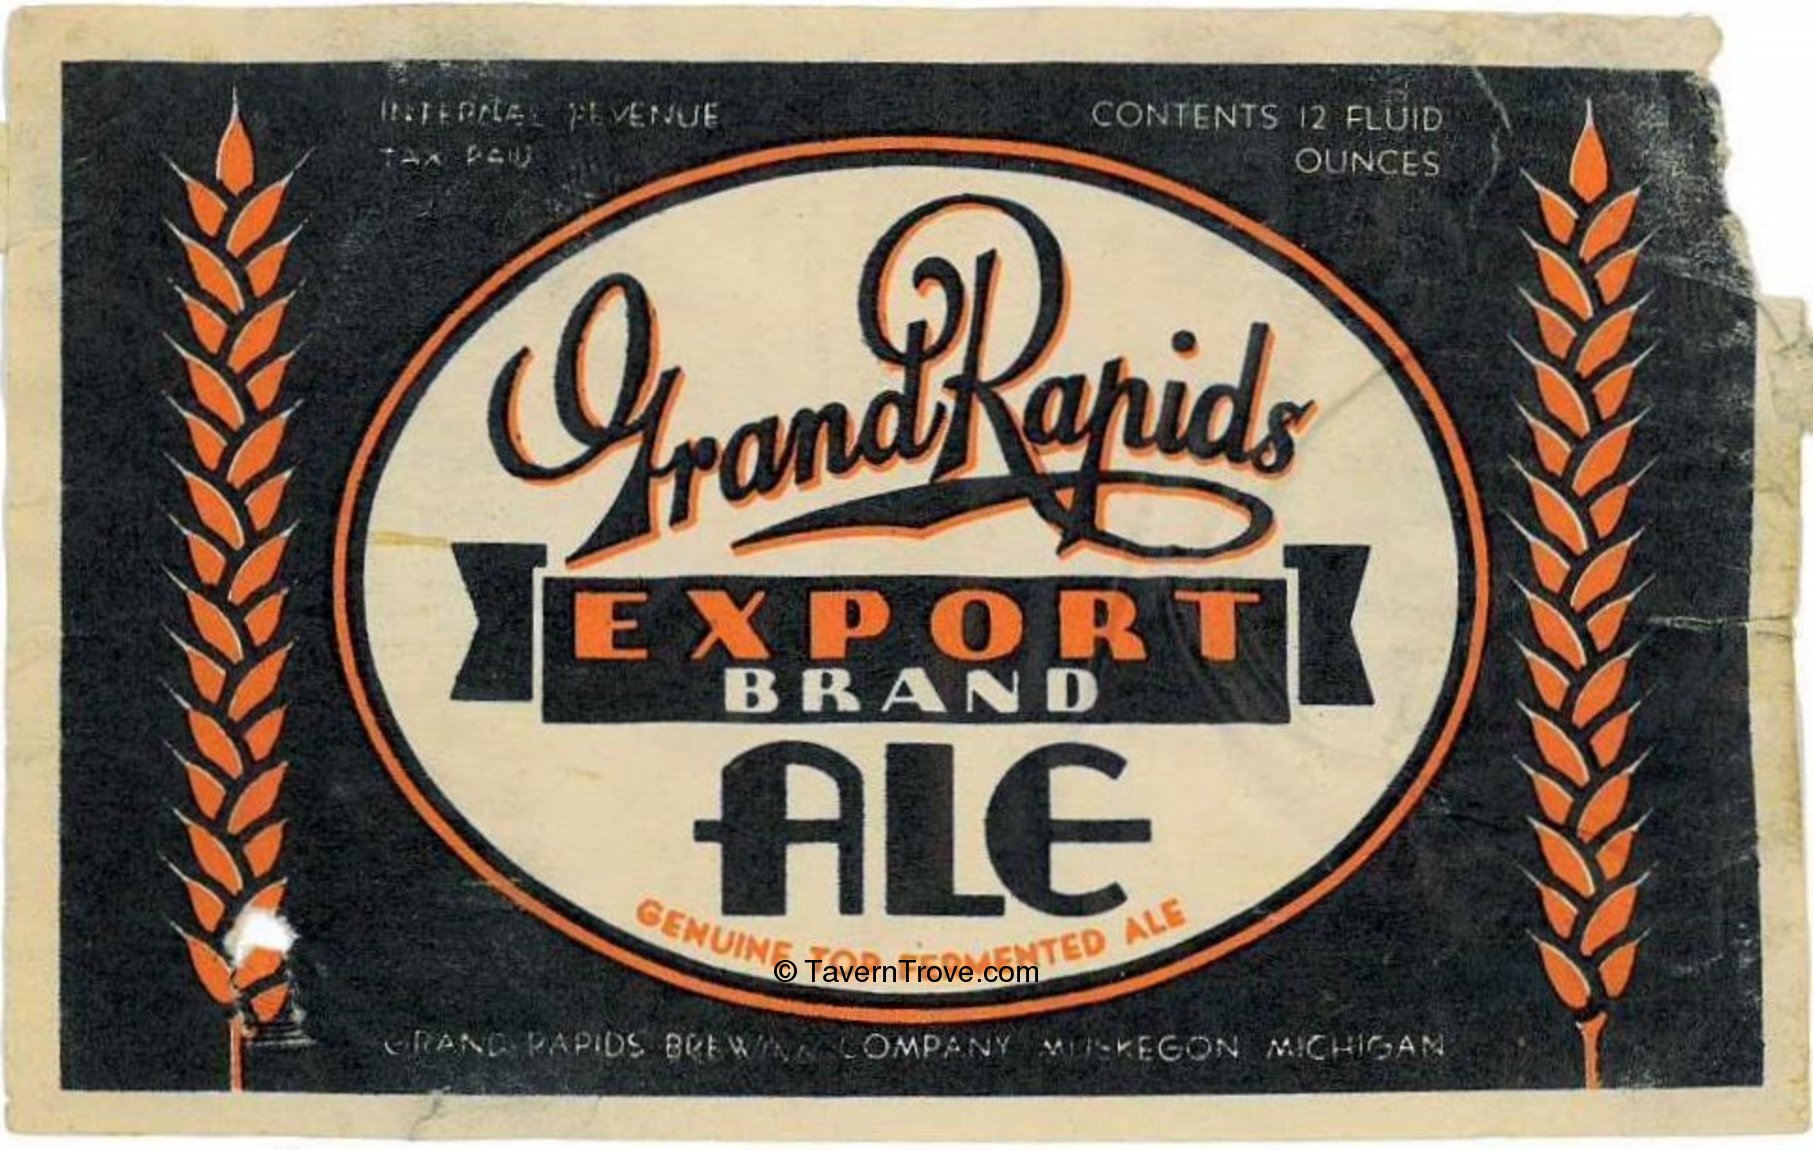 INTERNAL REVENUE
TAX PAID
CONTENTS 12 FLUID
OUNCES
Grand Rapids
EXPORT
BRAND
ALE
GENUINE TOP FERMENTED ALE
© TavernTrove.com
GRAND RAPIDS BREWING COMPANY MUSKEGON MICHIGAN